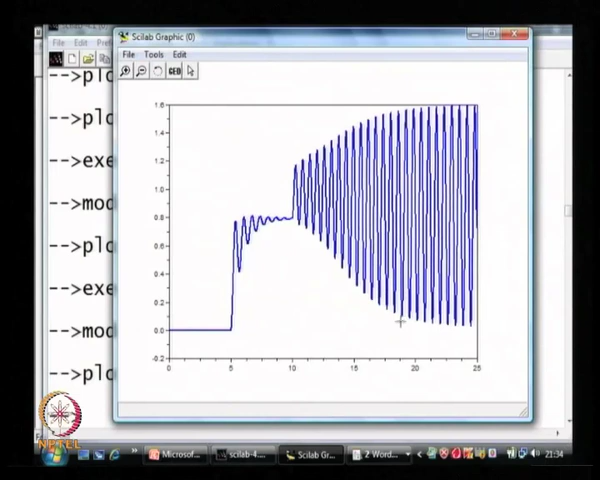 Scilab Graphic (0)
File Tools Edit
GED
File Edit
-->plo
-->plo
-->exe
-->mod
-->plo
-->exe
-->mod
-->plo
1.6
1.4
1.2
1.0
0.8
0.6
0.4
0.2
0.0
-0.2
0 5 10 15 20 25
NPTEL
Microsof... scilab-4.... Scilab Gr... 2 Word... 21:34